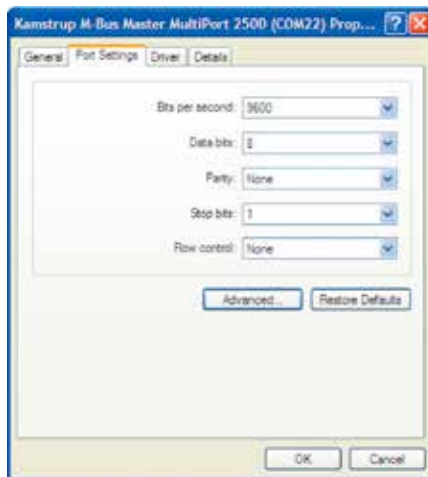 Kamstrup M-Bus Master MultiPort 2500 (COM22) Prop...
General Port Settings Driver Details
Bits per second: 9600
Data bits: 8
Parity: None
Stop bits: 1
Flow control: None
Advanced... Restore Defaults
OK Cancel